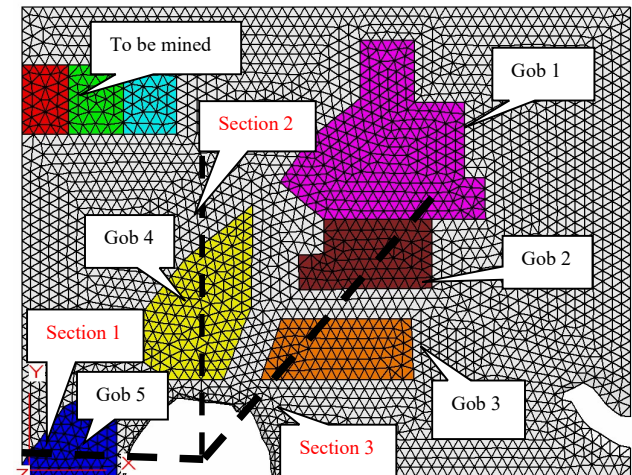 To be mined
Gob 1
Section 2
Gob 4
Gob 2
Section 1
Y
Gob 5
Gob 3
X
Z
Section 3